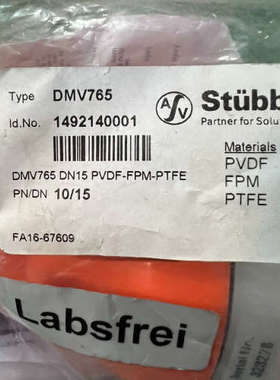 Type DMV765
Id.No. 1492140001
ASV Stübb
Partner for Solu
Materials
PVDF
FPM
PTFE
DMV765 DN15 PVDF-FPM-PTFE
PN/DN 10/15
FA16-67609
Labsfrei